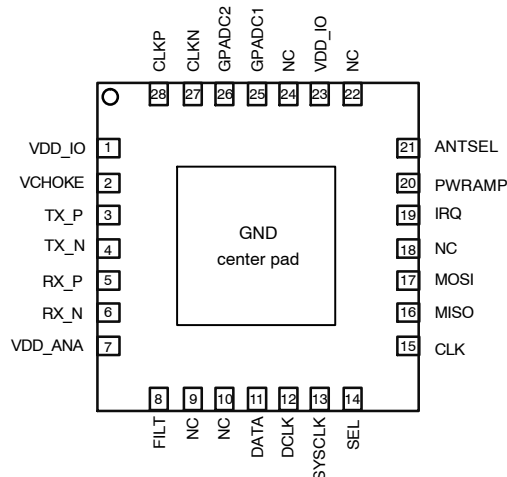 CLKP
CLKN
GPADC2
GPADC1
NC
VDD_IO
NC
28
27
26
25
24
23
22
VDD_IO 1
VCHOKE 2
TX_P 3
TX_N 4
RX_P 5
RX_N 6
VDD_ANA 7
GND
center pad
21 ANTSEL
20 PWRAMP
19 IRQ
18 NC
17 MOSI
16 MISO
15 CLK
8
9
10
11
12
13
14
FILT
NC
NC
DATA
DCLK
SYSCLK
SEL